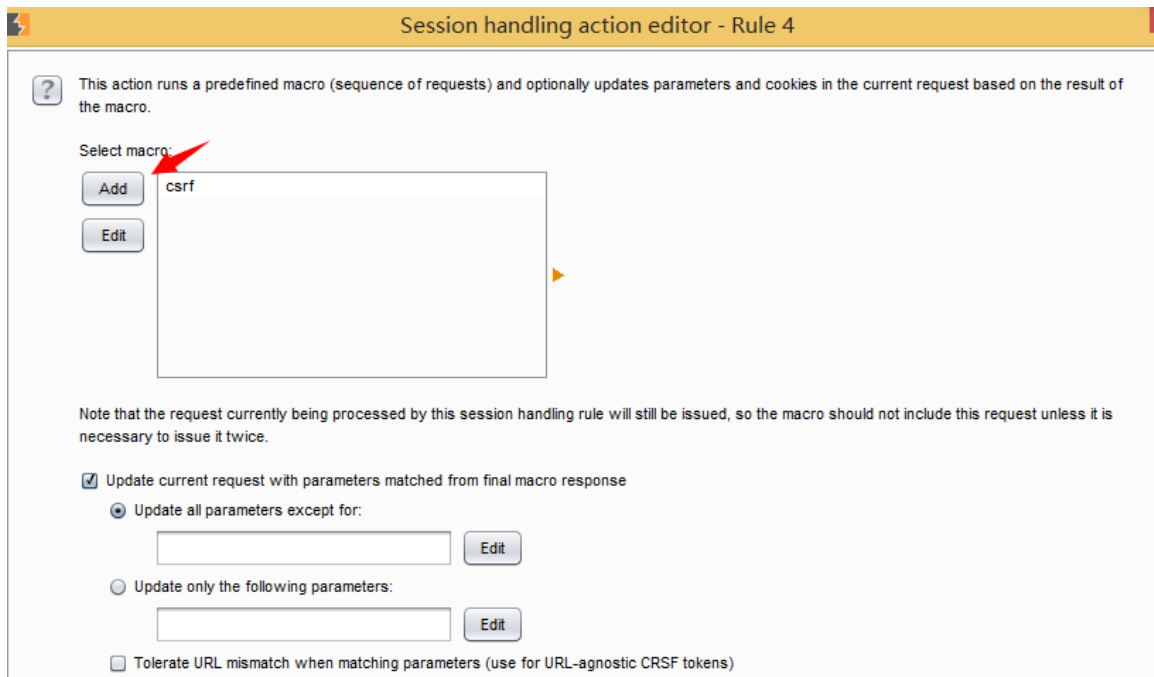 Session handling action editor - Rule 4
?
This action runs a predefined macro (sequence of requests) and optionally updates parameters and cookies in the current request based on the result of
the macro.
Select macro:
Add
csrf
Edit
Note that the request currently being processed by this session handling rule will still be issued, so the macro should not include this request unless it is
necessary to issue it twice.
Update current request with parameters matched from final macro response
Update all parameters except for:
Edit
Update only the following parameters:
Edit
Tolerate URL mismatch when matching parameters (use for URL-agnostic CRSF tokens)